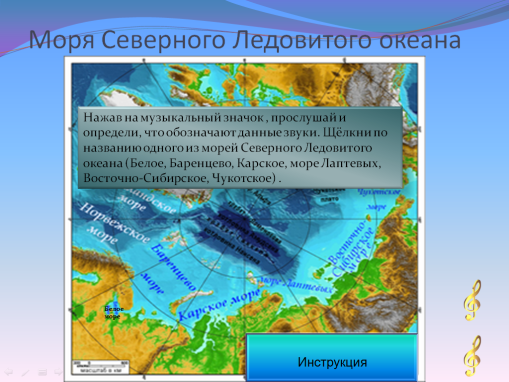 Моря Северного Ледовитого океана
Нажав на музыкальный значок , прослушай и
определи, что обозначают данные звуки. Щёлкни по
названию одного из морей Северного Ледовитого
океана (Белое, Баренцево, Карское, море Лаптевых,
Восточно-Сибирское, Чукотское) .
Чукотское
море
Норвежское
море
Восточно
Сибирское
море
Баренцево
море
море Лаптевых
Карское море
Белое
море
масштаб в км
Инструкция